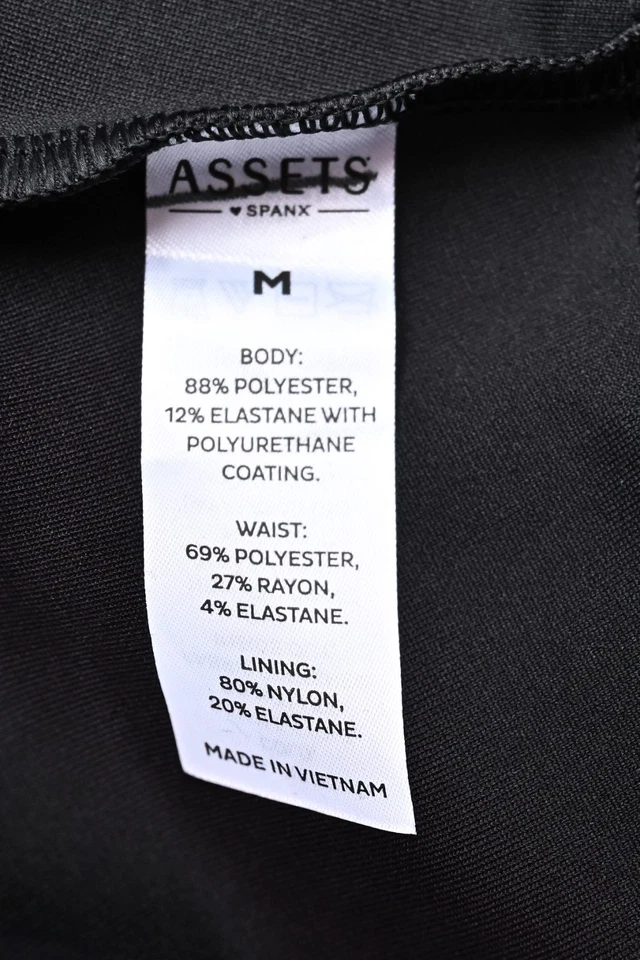 ASSETS
♥ SPANX
M
BODY:
88% POLYESTER,
12% ELASTANE WITH
POLYURETHANE
COATING.
WAIST:
69% POLYESTER,
27% RAYON,
4% ELASTANE.
LINING:
80% NYLON,
20% ELASTANE.
MADE IN VIETNAM